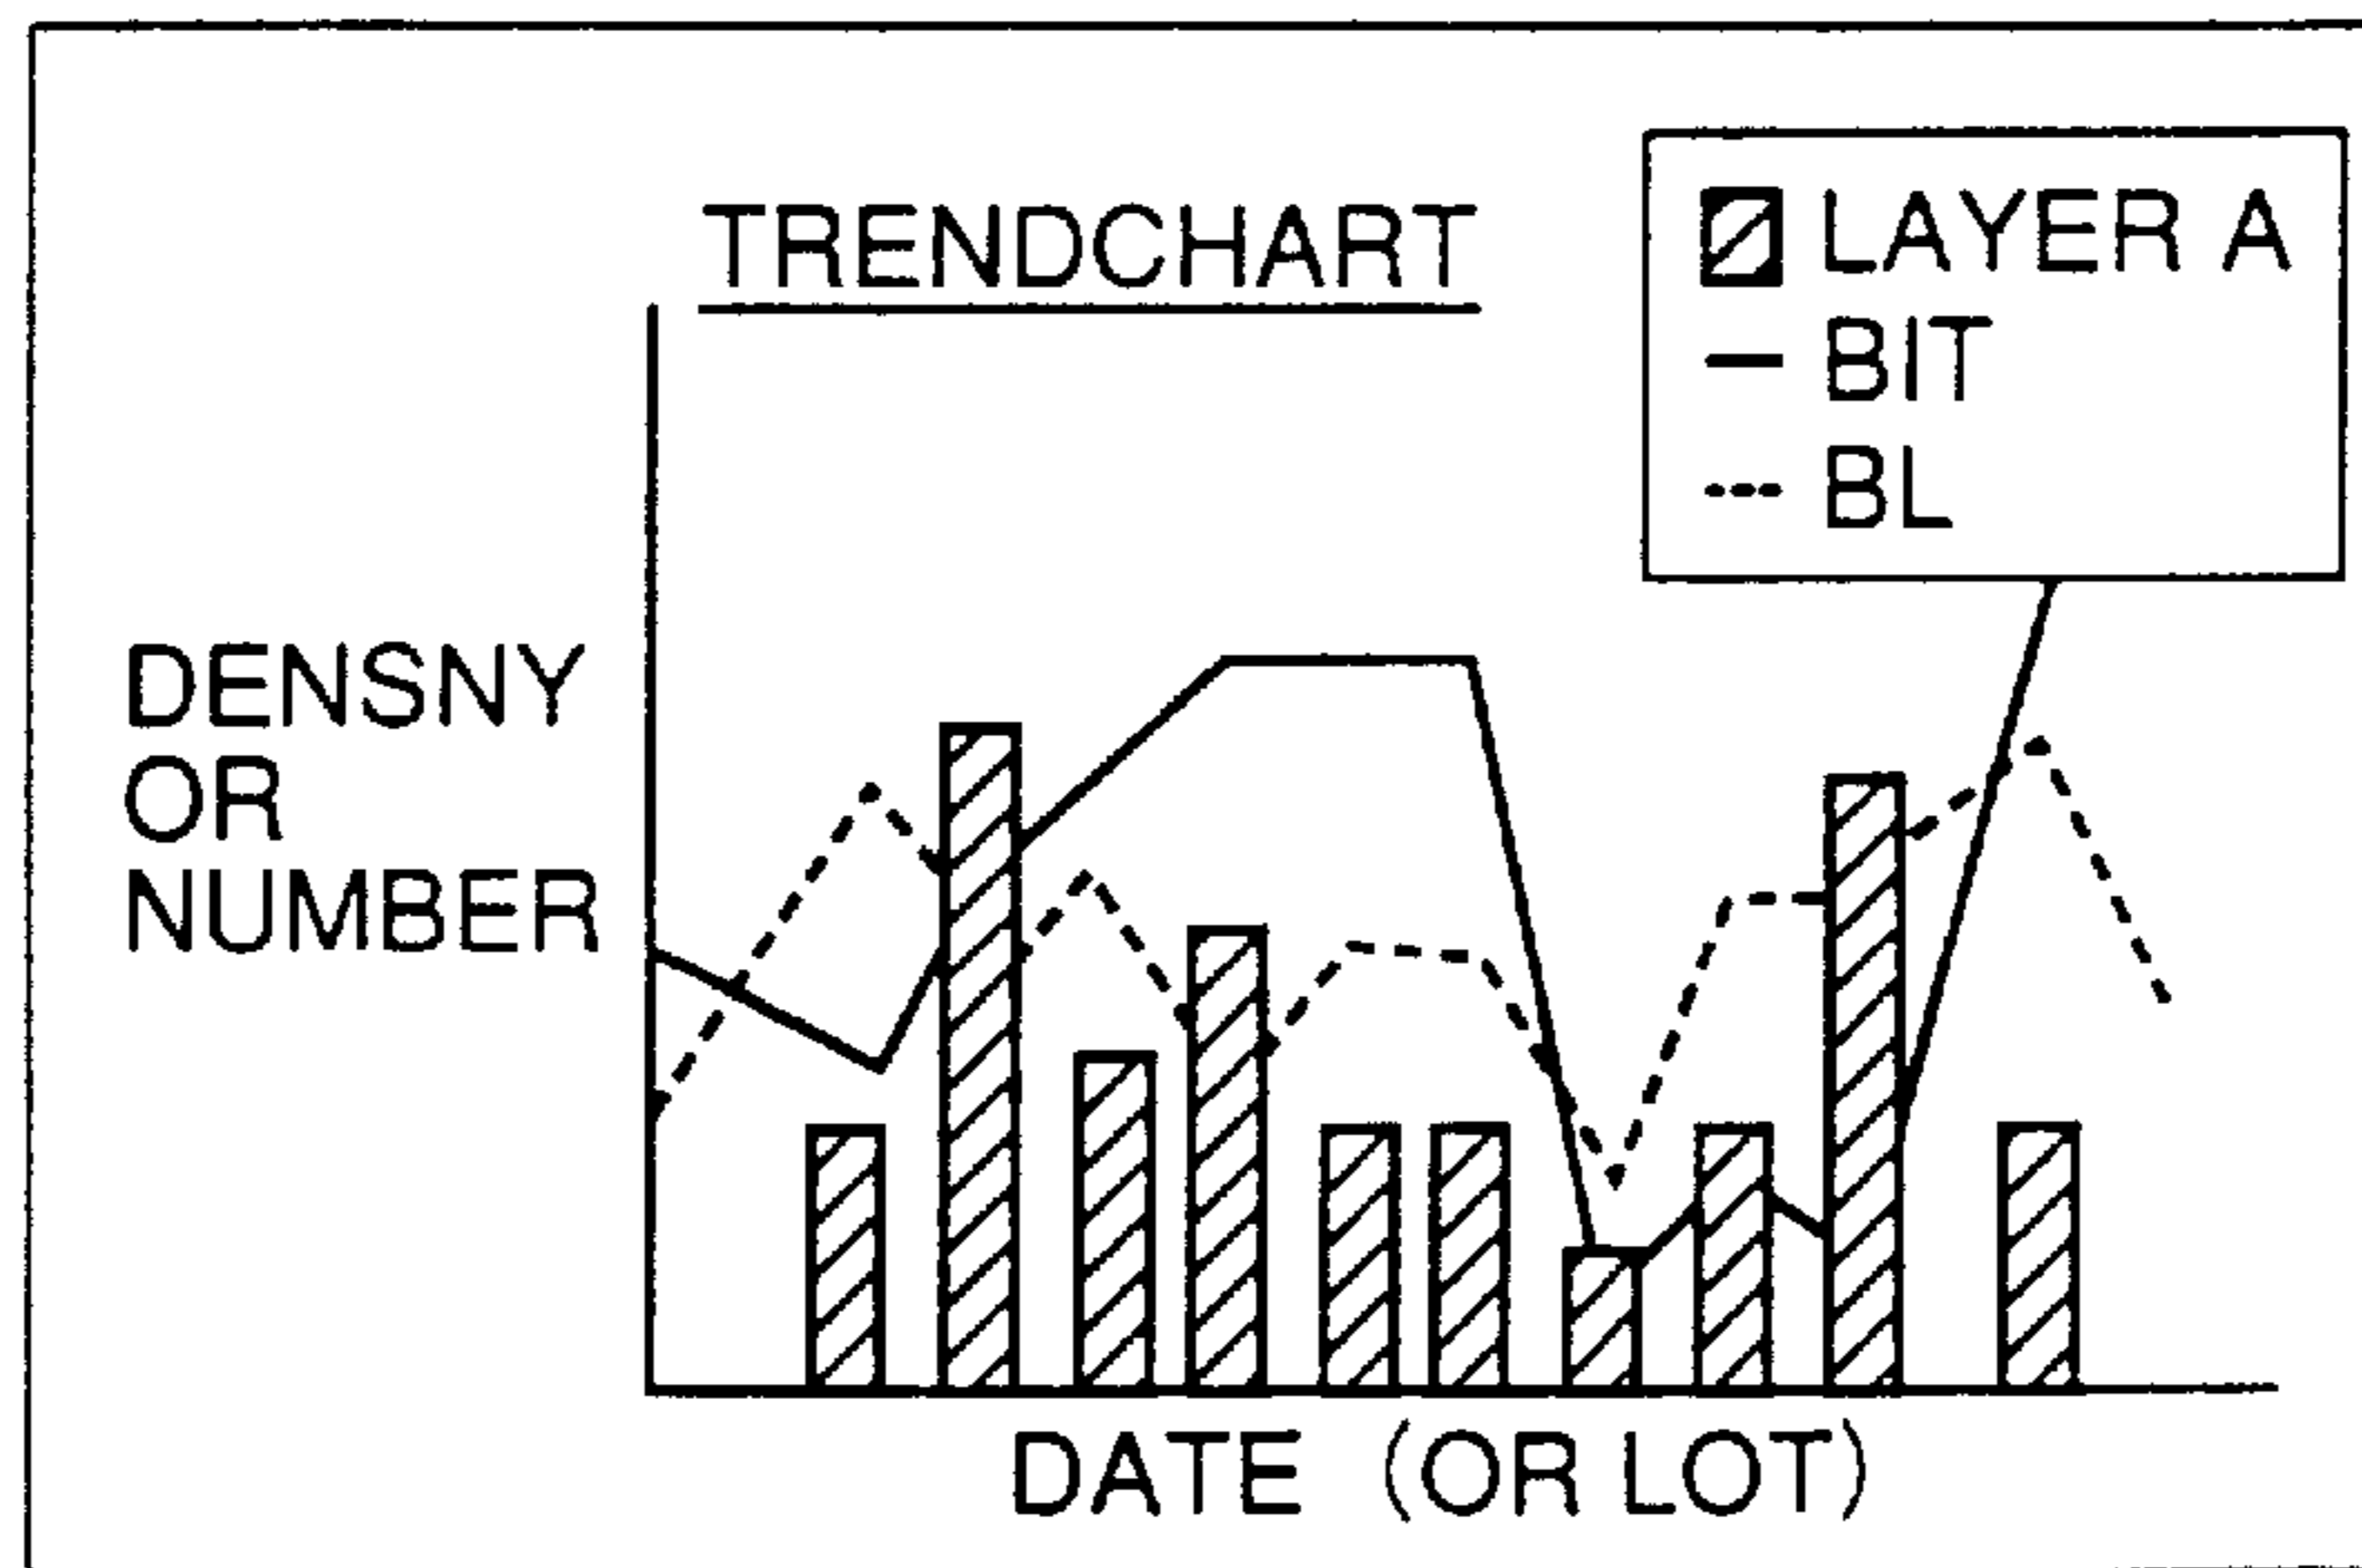 TRENDCHART
LAYER A
BIT
BL
DENSNY
OR
NUMBER
DATE (OR LOT)